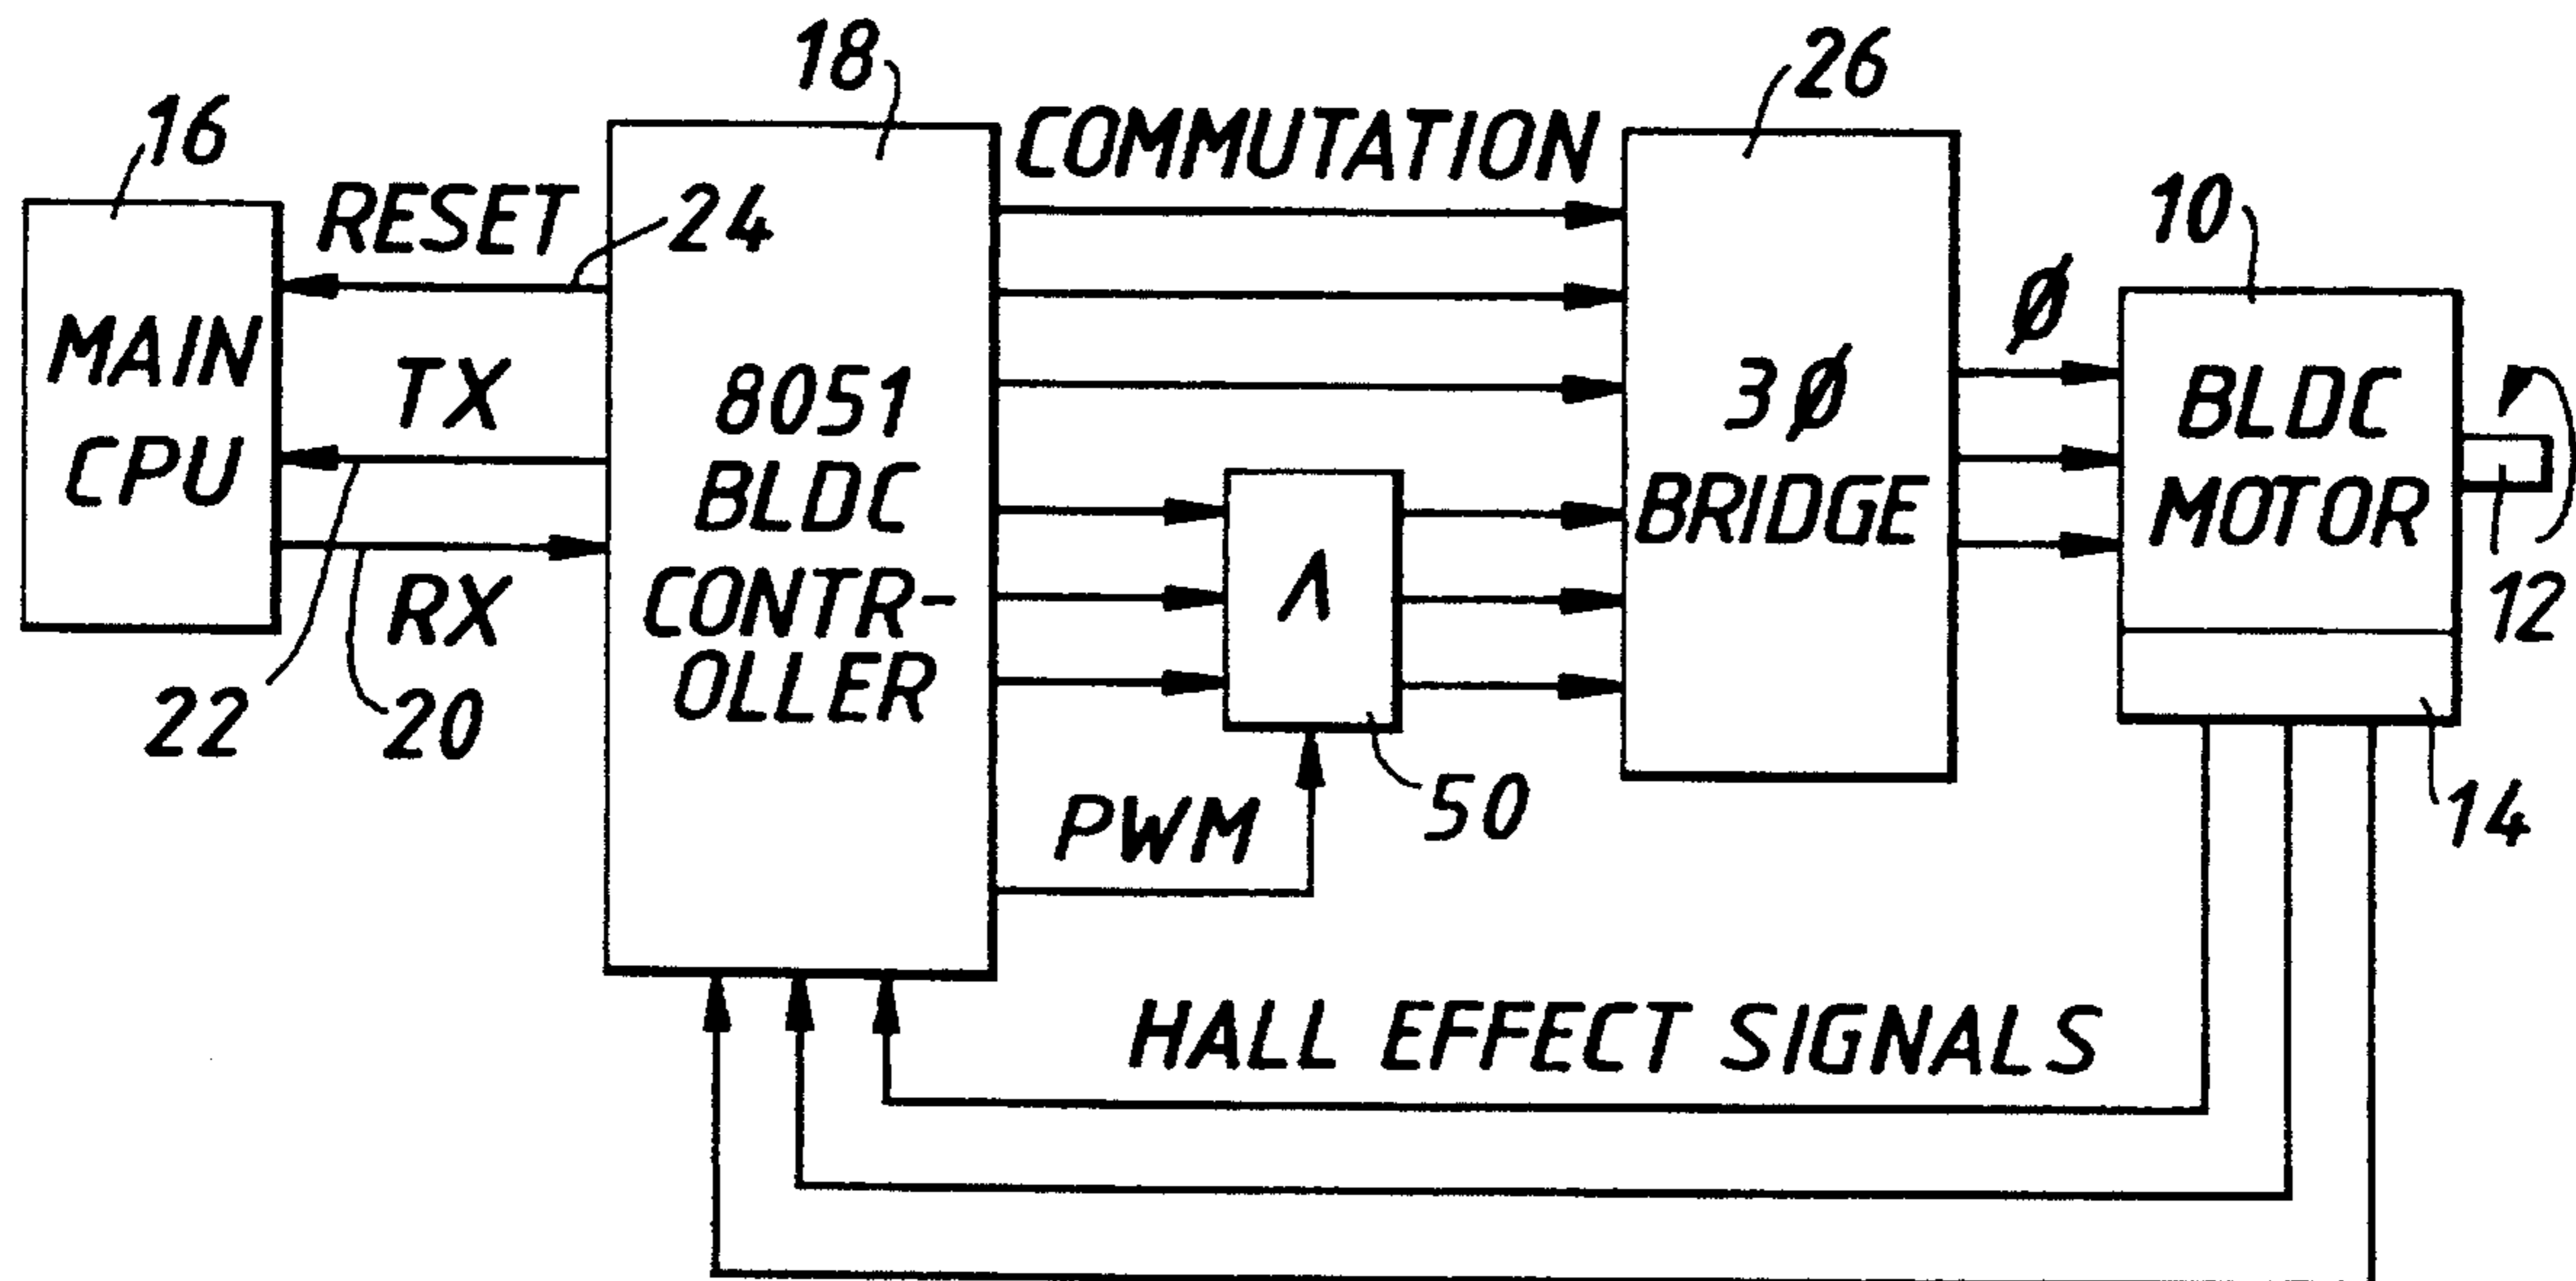 16
MAIN
CPU
RESET
24
TX
RX
22
20
18
8051
BLDC
CONTR-
OLLER
COMMUTATION
Λ
50
PWM
26
3Ø
BRIDGE
Ø
10
BLDC
MOTOR
12
14
HALL EFFECT SIGNALS